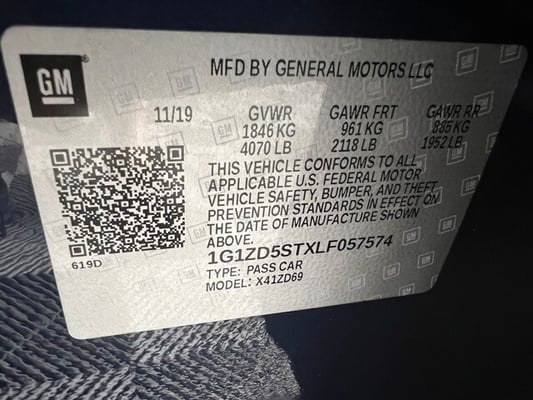 GM
MFD BY GENERAL MOTORS LLC
11/19 GVWR GAWR FRT GAWR RR
1846 KG 961 KG 885 KG
4070 LB 2118 LB 1952 LB
THIS VEHICLE CONFORMS TO ALL
APPLICABLE U.S. FEDERAL MOTOR
VEHICLE SAFETY, BUMPER, AND THEFT
PREVENTION STANDARDS IN EFFECT ON
THE DATE OF MANUFACTURE SHOWN
ABOVE.
619D
1G1ZD5STXLF057574
TYPE: PASS CAR
MODEL: X41ZD69